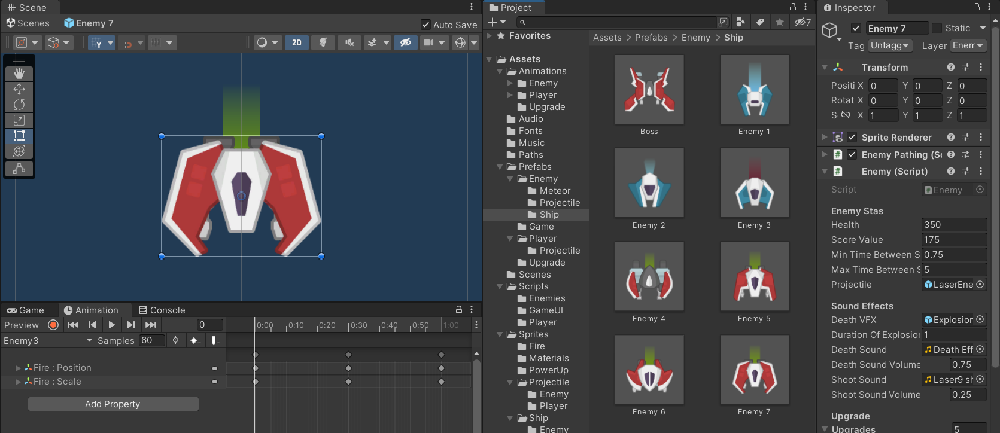 Scene
Scenes
Enemy 7
Auto Save
2D
Game
Animation
Console
Preview
0
0:00
0:10
0:20
0:30
0:40
0:50
1:00
Enemy3
Samples
60
Fire : Position
Fire : Scale
Add Property
Project
7
Favorites
Assets
Animations
Enemy
Player
Upgrade
Audio
Fonts
Music
Paths
Prefabs
Enemy
Meteor
Projectile
Ship
Game
Player
Projectile
Upgrade
Scenes
Scripts
Enemies
GameUI
Player
Sprites
Fire
Materials
PowerUp
Projectile
Enemy
Player
Ship
Enemy
Assets > Prefabs > Enemy > Ship
Boss
Enemy 1
Enemy 2
Enemy 3
Enemy 4
Enemy 5
Enemy 6
Enemy 7
Inspector
Enemy 7
Static
Tag Untagg Layer Enem
Transform
Positi X 0 Y 0 Z 0
Rotati X 0 Y 0 Z 0
X 1 Y 1 Z 1
Sprite Renderer
Enemy Pathing (Sc
Enemy (Script)
Script Enemy
Enemy Stas
Health 350
Score Value 175
Min Time Between S 0.75
Max Time Between S 5
Projectile LaserEne
Sound Effects
Death VFX Explosion
Duration Of Explosion 1
Death Sound Death Eff
Death Sound Volume 0.75
Shoot Sound Laser9 sh
Shoot Sound Volume 0.25
Upgrade
Upgrades 5